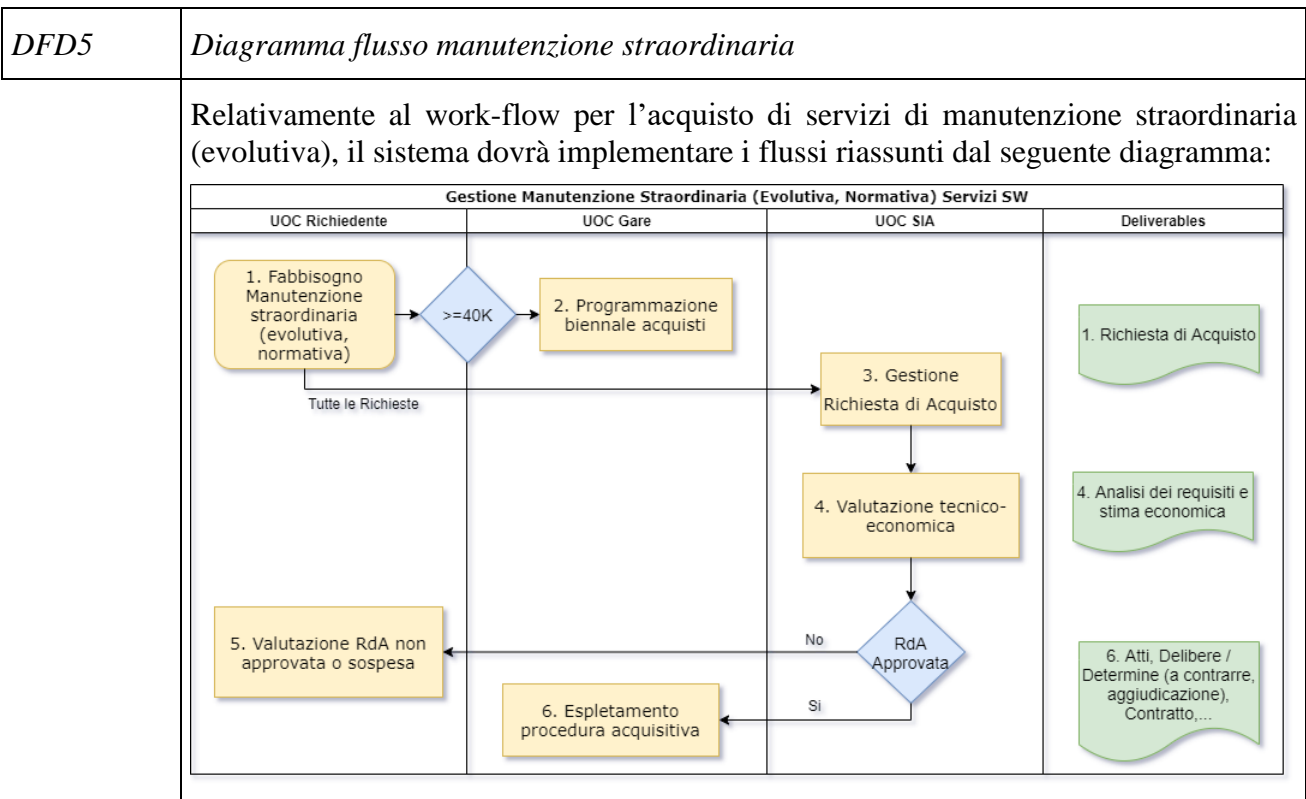 DFD5
Diagramma flusso manutenzione straordinaria
Relativamente al work-flow per l’acquisto di servizi di manutenzione straordinaria
(evolutiva), il sistema dovrà implementare i flussi riassunti dal seguente diagramma:
Gestione Manutenzione Straordinaria (Evolutiva, Normativa) Servizi SW
UOC Richiedente
UOC Gare
UOC SIA
Deliverables
1. Fabbisogno
Manutenzione
straordinaria
(evolutiva,
normativa)
>=40K
2. Programmazione
biennale acquisti
1. Richiesta di Acquisto
Tutte le Richieste
3. Gestione
Richiesta di Acquisto
4. Valutazione tecnico-
economica
4. Analisi dei requisiti e
stima economica
5. Valutazione RdA non
approvata o sospesa
No
RdA
Approvata
Si
6. Espletamento
procedura acquisitiva
6. Atti, Delibere /
Determine (a contrarre,
aggiudicazione),
Contratto,...